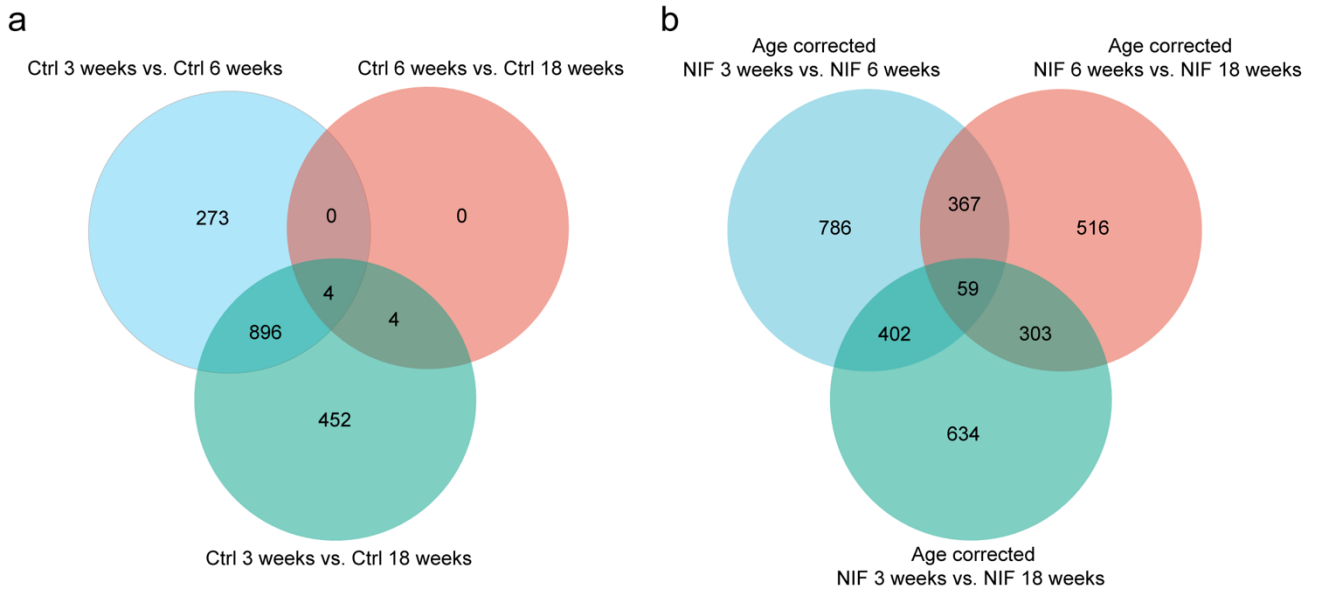 a
Ctrl 3 weeks vs. Ctrl 6 weeks
Ctrl 6 weeks vs. Ctrl 18 weeks
273
0
0
4
896
4
452
Ctrl 3 weeks vs. Ctrl 18 weeks
b
Age corrected
NIF 3 weeks vs. NIF 6 weeks
Age corrected
NIF 6 weeks vs. NIF 18 weeks
367
786
516
59
402
303
634
Age corrected
NIF 3 weeks vs. NIF 18 weeks